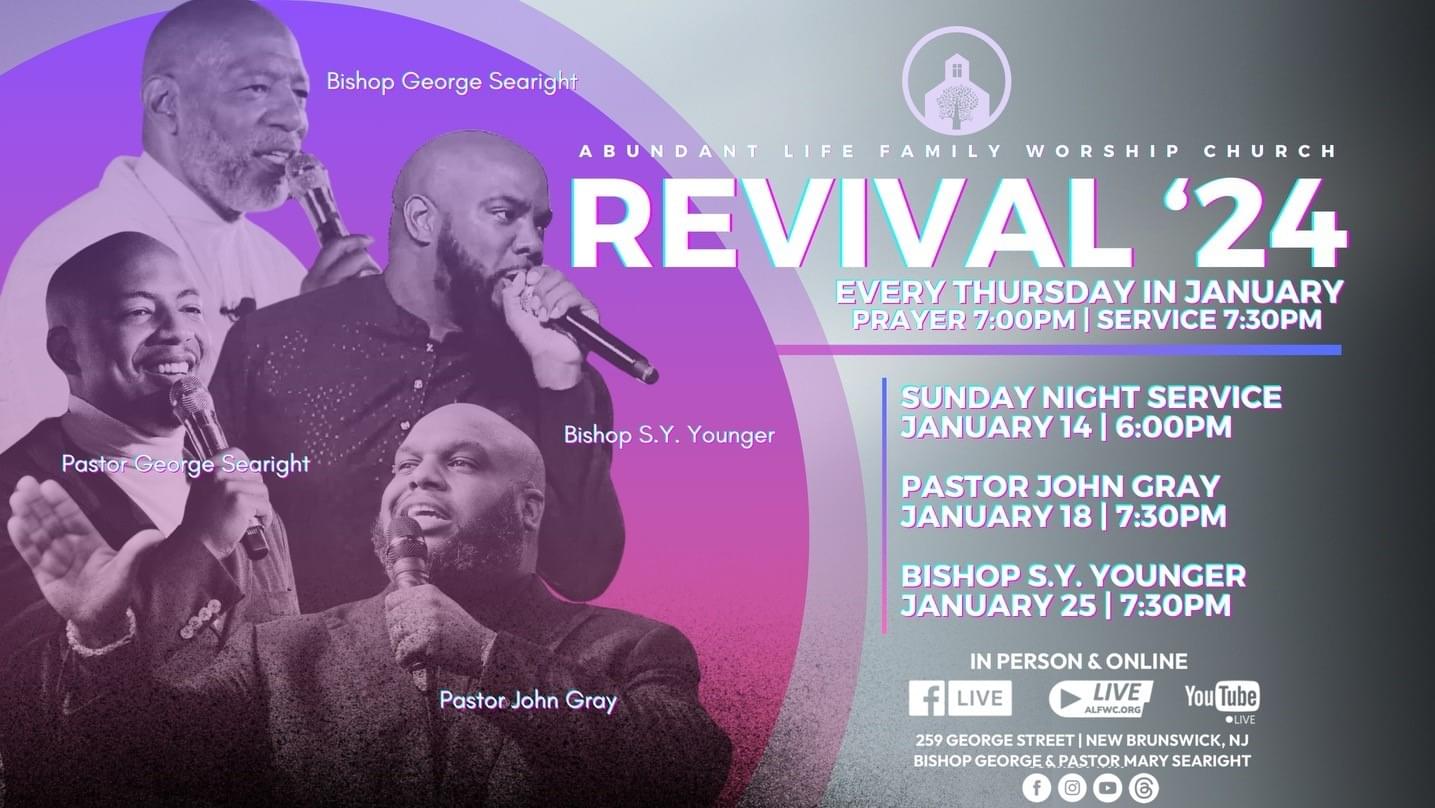 Bishop George Searight
ABUNDANT LIFE FAMILY WORSHIP CHURCH
REVIVAL ‘24
EVERY THURSDAY IN JANUARY
PRAYER 7:00PM | SERVICE 7:30PM
SUNDAY NIGHT SERVICE
JANUARY 14 | 6:00PM
Bishop S.Y. Younger
Pastor George Searight
PASTOR JOHN GRAY
JANUARY 18 | 7:30PM
BISHOP S.Y. YOUNGER
JANUARY 25 | 7:30PM
Pastor John Gray
IN PERSON & ONLINE
f LIVE
LIVE
ALFWC.ORG
YouTube
LIVE
259 GEORGE STREET | NEW BRUNSWICK, NJ
BISHOP GEORGE & PASTOR MARY SEARIGHT